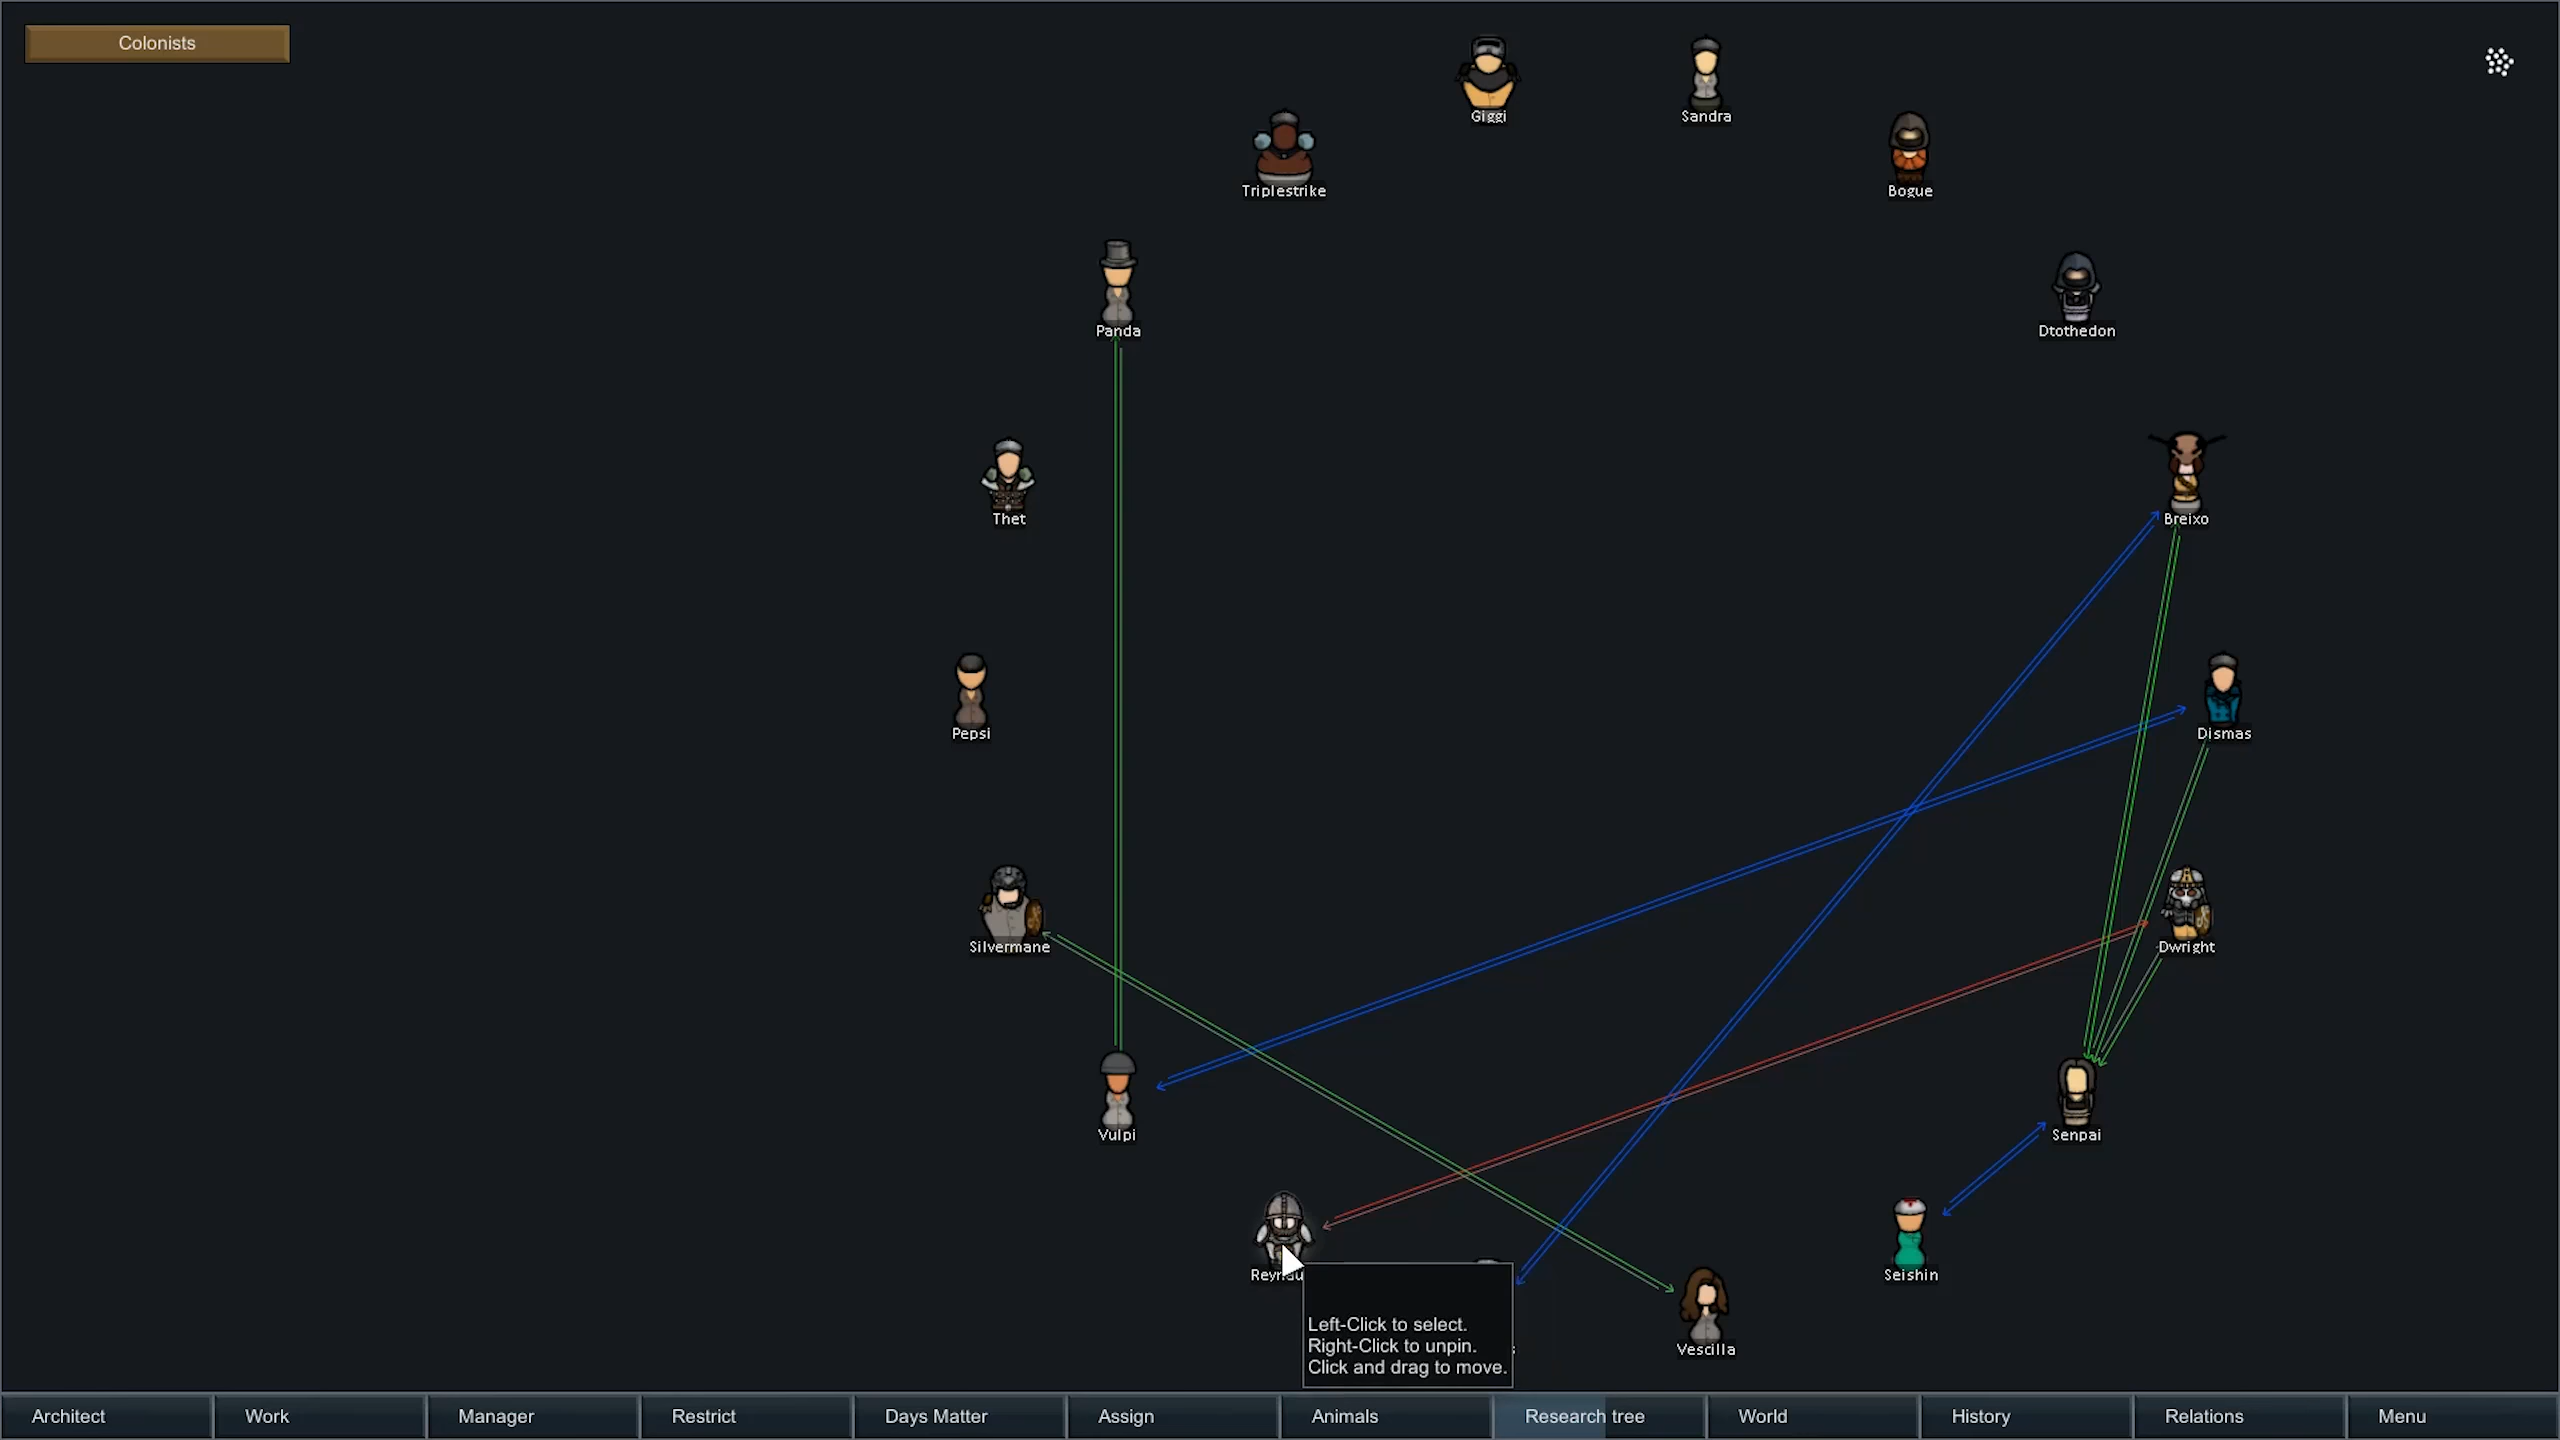 Colonists
Giggi
Sandra
Triplestrike
Bogue
Panda
Dtothedon
Thet
Breixo
Pepsi
Dismas
Silvermane
Dwright
Vulpi
Senpai
Seishin
Left-Click to select.
Right-Click to unpin.
Click and drag to move.
Vescilla
Architect
Work
Manager
Restrict
Days Matter
Assign
Animals
Research tree
World
History
Relations
Menu